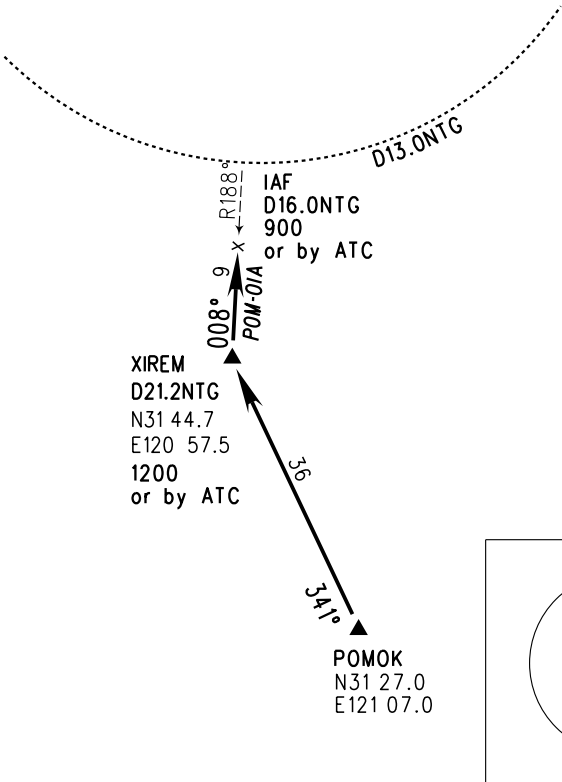 D13.0NTG
R188°
IAF
D16.0NTG
900
or by ATC
x
9
008°
POM-01A
XIREM
D21.2NTG
N31 44.7
E120 57.5
1200
or by ATC
36
341°
POMOK
N31 27.0
E121 07.0